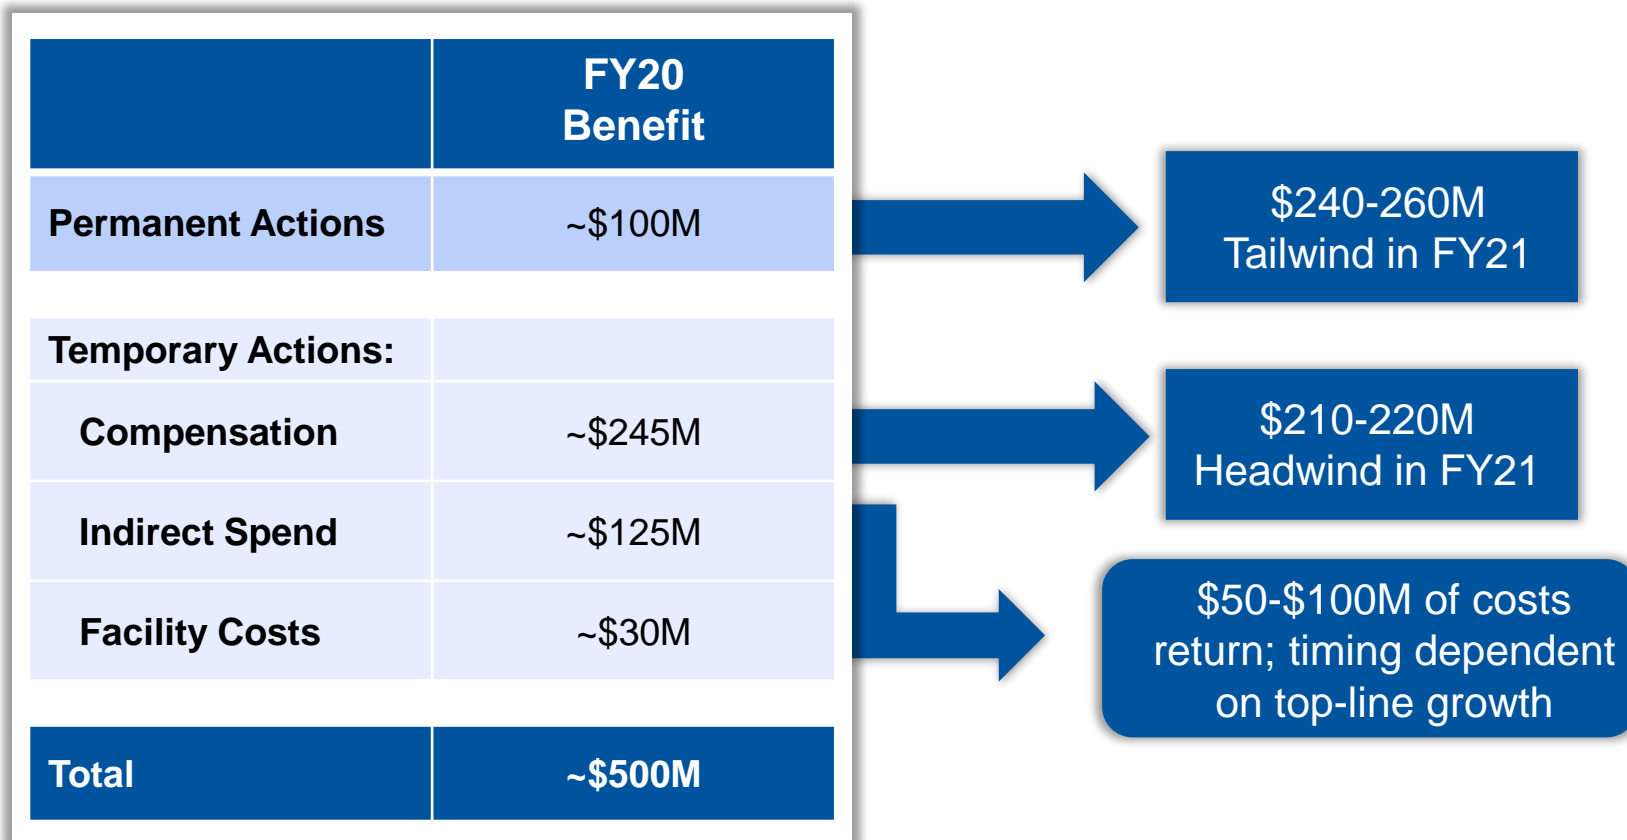 FY20
Benefit
Permanent Actions ~$100M
$240-260M
Tailwind in FY21
Temporary Actions:
Compensation ~$245M
$210-220M
Headwind in FY21
Indirect Spend ~$125M
Facility Costs ~$30M
$50-$100M of costs
return; timing dependent
on top-line growth
Total ~$500M